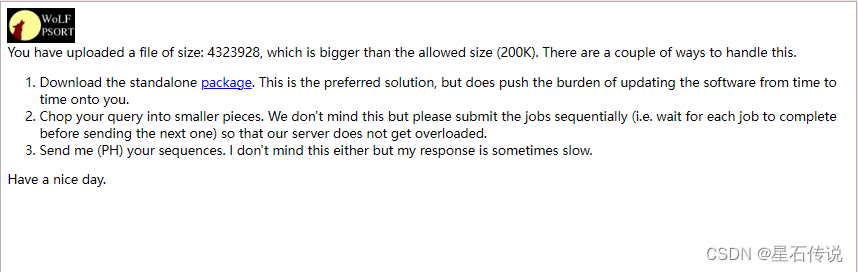 WoLF
PSORT
You have uploaded a file of size: 4323928, which is bigger than the allowed size (200K). There are a couple of ways to handle this.
1. Download the standalone package. This is the preferred solution, but does push the burden of updating the software from time to
time onto you.
2. Chop your query into smaller pieces. We don't mind this but please submit the jobs sequentially (i.e. wait for each job to complete
before sending the next one) so that our server does not get overloaded.
3. Send me (PH) your sequences. I don't mind this either but my response is sometimes slow.
Have a nice day.
CSDN @星石传说